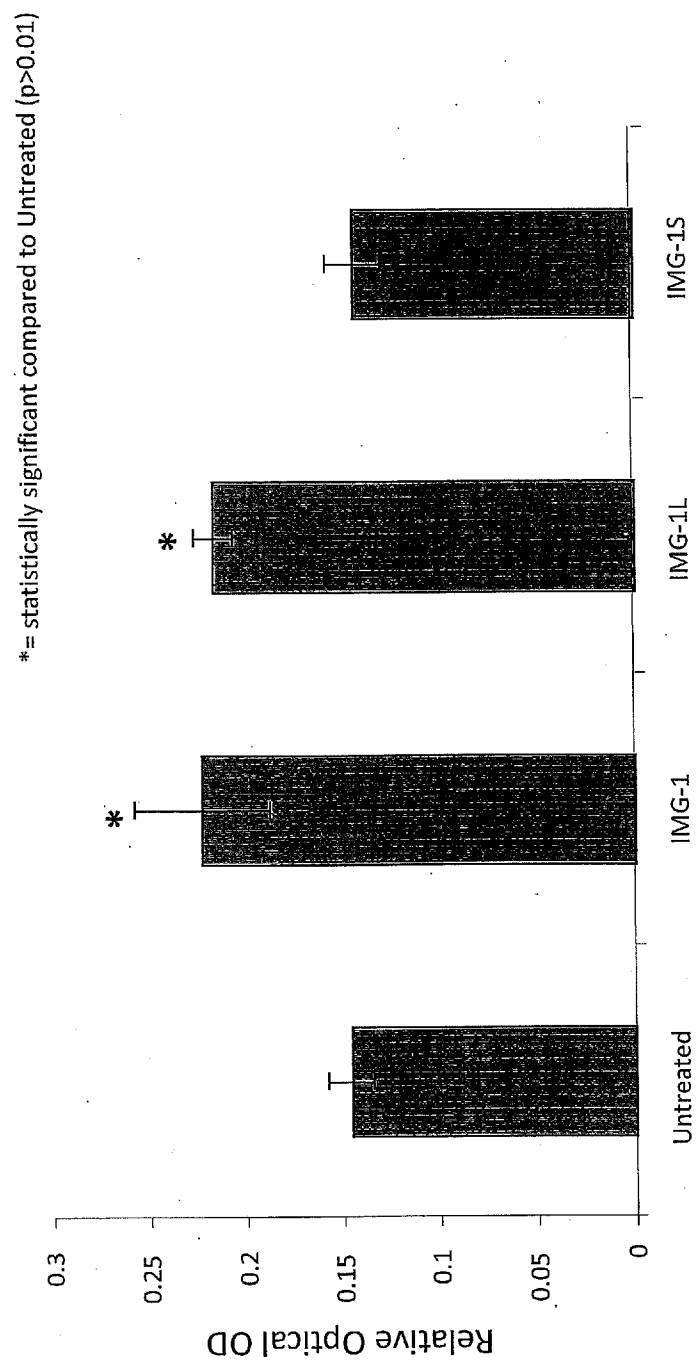 *= statistically significant compared to Untreated (p>0.01)
Relative Optical OD
0.3
0.25
0.2
0.15
0.1
0.05
0
*
*
Untreated
IMG-1
IMG-1L
IMG-1S